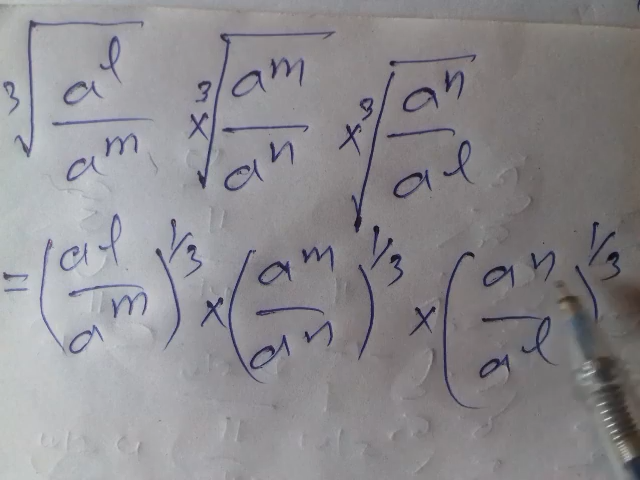 ∛(a^l/a^m) × ∛(a^m/a^n) × ∛(a^n/a^l)
= (a^l/a^m)^1/3 × (a^m/a^n)^1/3 × (a^n/a^l)^1/3